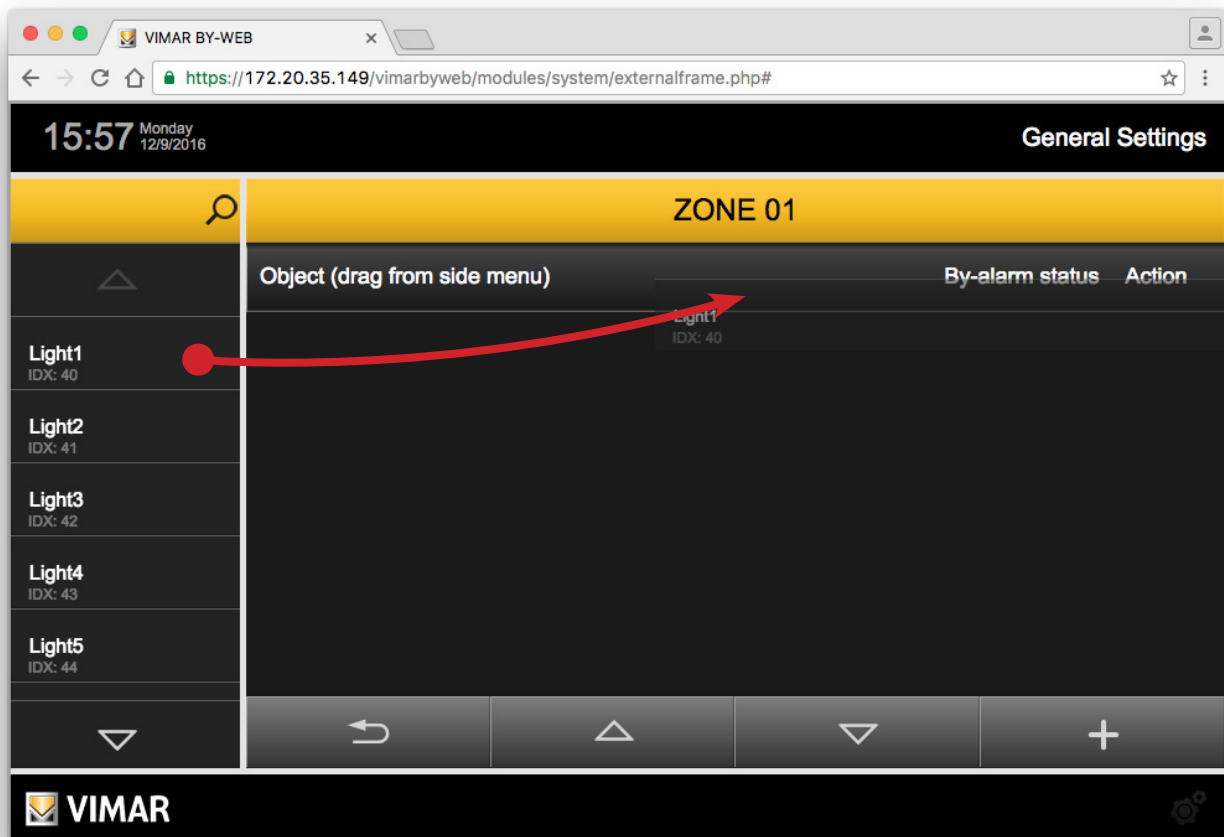 VIMAR BY-WEB
https://172.20.35.149/vimarbyweb/modules/system/externalframe.php#
15:57 Monday
12/9/2016
General Settings
ZONE 01
Object (drag from side menu) By-alarm status Action
Light1
IDX: 40
Light1
IDX: 40
Light2
IDX: 41
Light3
IDX: 42
Light4
IDX: 43
Light5
IDX: 44
VIMAR